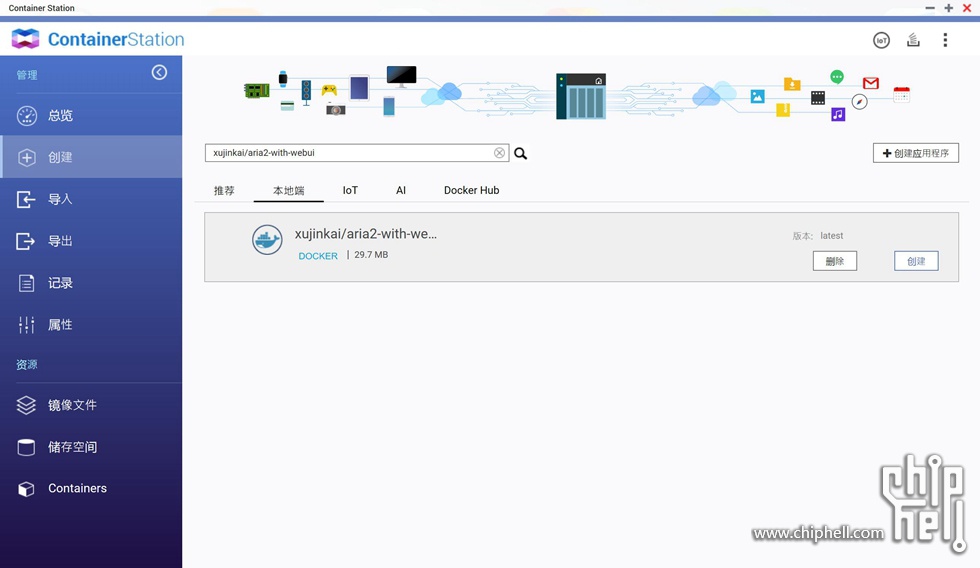 Container Station
ContainerStation
IoT
管理
总览
创建
导入
导出
记录
属性
资源
镜像文件
储存空间
Containers
xujinkai/aria2-with-webui
创建应用程序
推荐
本地端
IoT
AI
Docker Hub
xujinkai/aria2-with-we...
DOCKER | 29.7 MB
版本: latest
删除
创建
chip
hell
www.chiphell.com